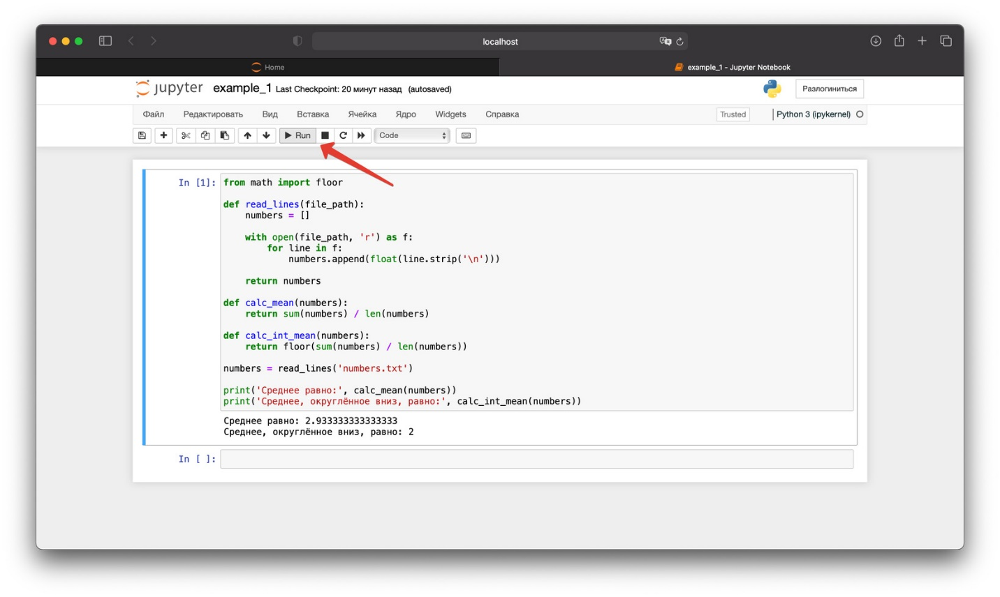 localhost
Home
example_1 - Jupyter Notebook
jupyter example_1 Last Checkpoint: 20 минут назад (autosaved)
Разлогиниться
Файл Редактировать Вид Вставка Ячейка Ядро Widgets Справка
Trusted
Python 3 (ipykernel)
Run
Code
In [1]: from math import floor
def read_lines(file_path):
    numbers = []
    with open(file_path, 'r') as f:
        for line in f:
            numbers.append(float(line.strip('\n')))
    return numbers
def calc_mean(numbers):
    return sum(numbers) / len(numbers)
def calc_int_mean(numbers):
    return floor(sum(numbers) / len(numbers))
numbers = read_lines('numbers.txt')
print('Среднее равно:', calc_mean(numbers))
print('Среднее, округлённое вниз, равно:', calc_int_mean(numbers))
Среднее равно: 2.933333333333333
Среднее, округлённое вниз, равно: 2
In [ ]: